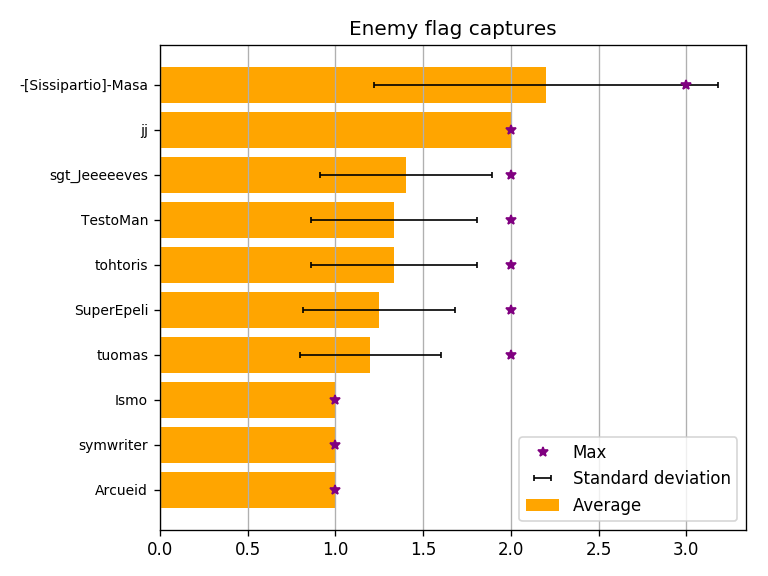 Enemy flag captures
-[Sissipartio]-Masa
jj
sgt_Jeeeeeves
TestoMan
tohtoris
SuperEpeli
tuomas
Ismo
symwriter
Arcueid
Max
Standard deviation
Average
0.0 0.5 1.0 1.5 2.0 2.5 3.0